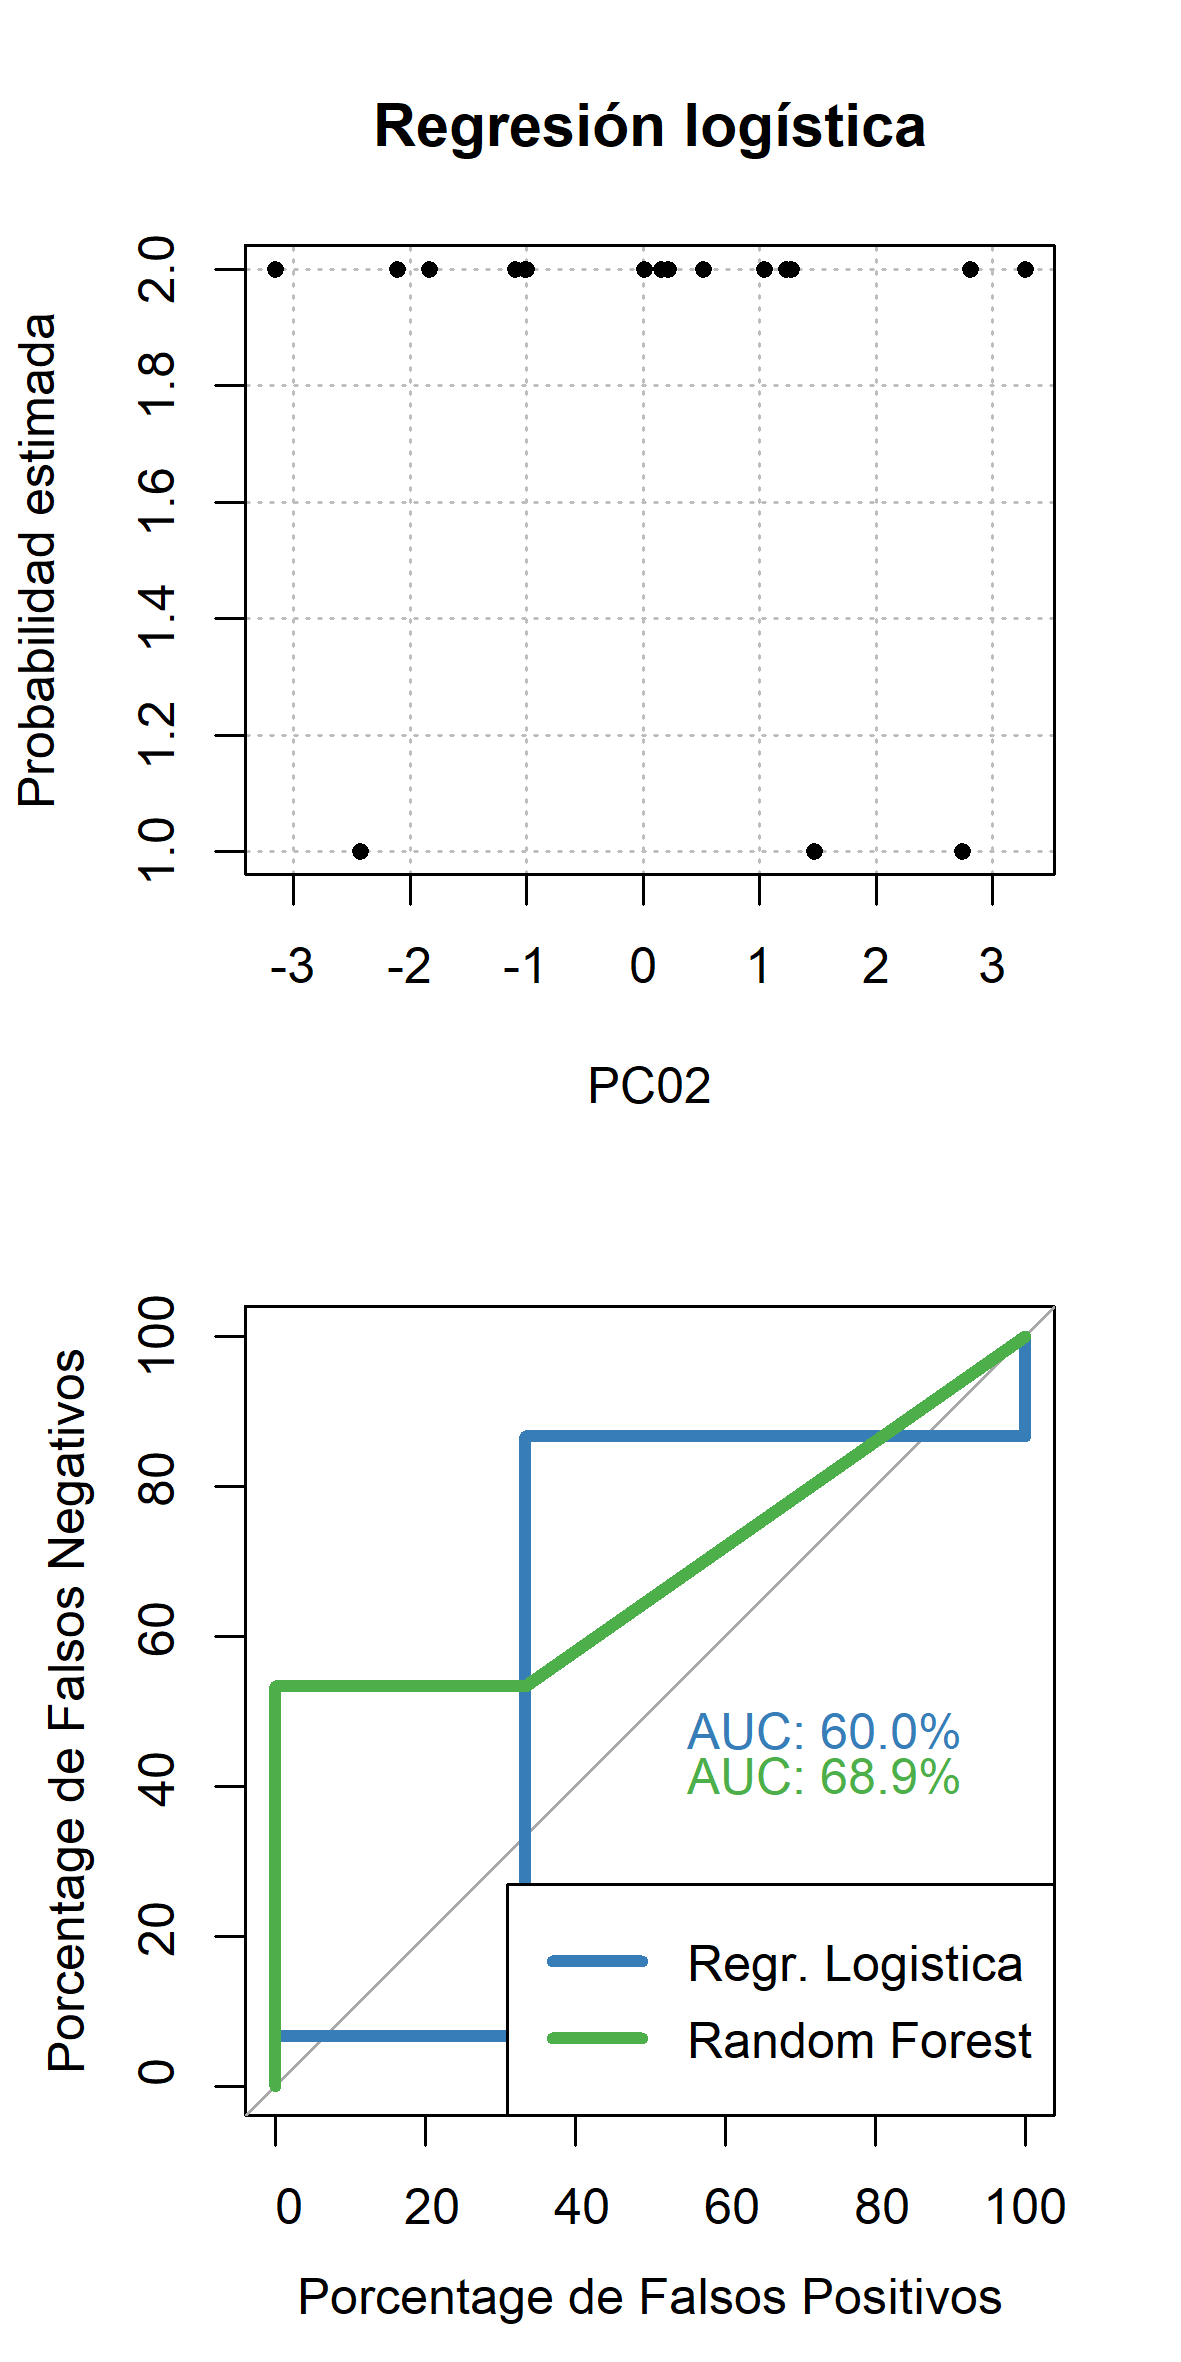 Regresión logística
Probabilidad estimada
2.0
1.8
1.6
1.4
1.2
1.0
-3 -2 -1 0 1 2 3
PC02
Porcentage de Falsos Negativos
100
80
60
40
20
0
AUC: 60.0%
AUC: 68.9%
Regr. Logistica
Random Forest
0 20 40 60 80 100
Porcentage de Falsos Positivos